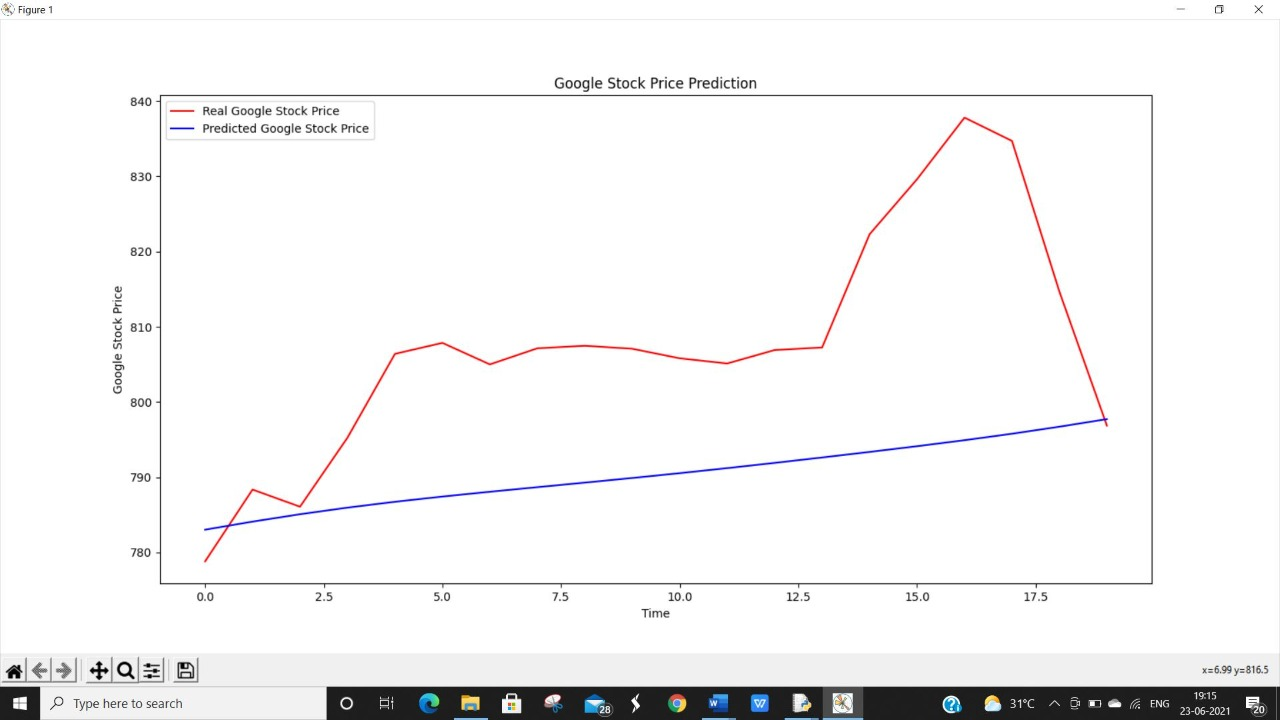 Figure 1
Google Stock Price Prediction
Real Google Stock Price
Predicted Google Stock Price
840
830
820
810
800
790
780
Google Stock Price
0.0 2.5 5.0 7.5 10.0 12.5 15.0 17.5
Time
x=6.99 y=816.5
Type here to search
28
W
W
?
31°C
ENG
19:15
23-06-2021
20